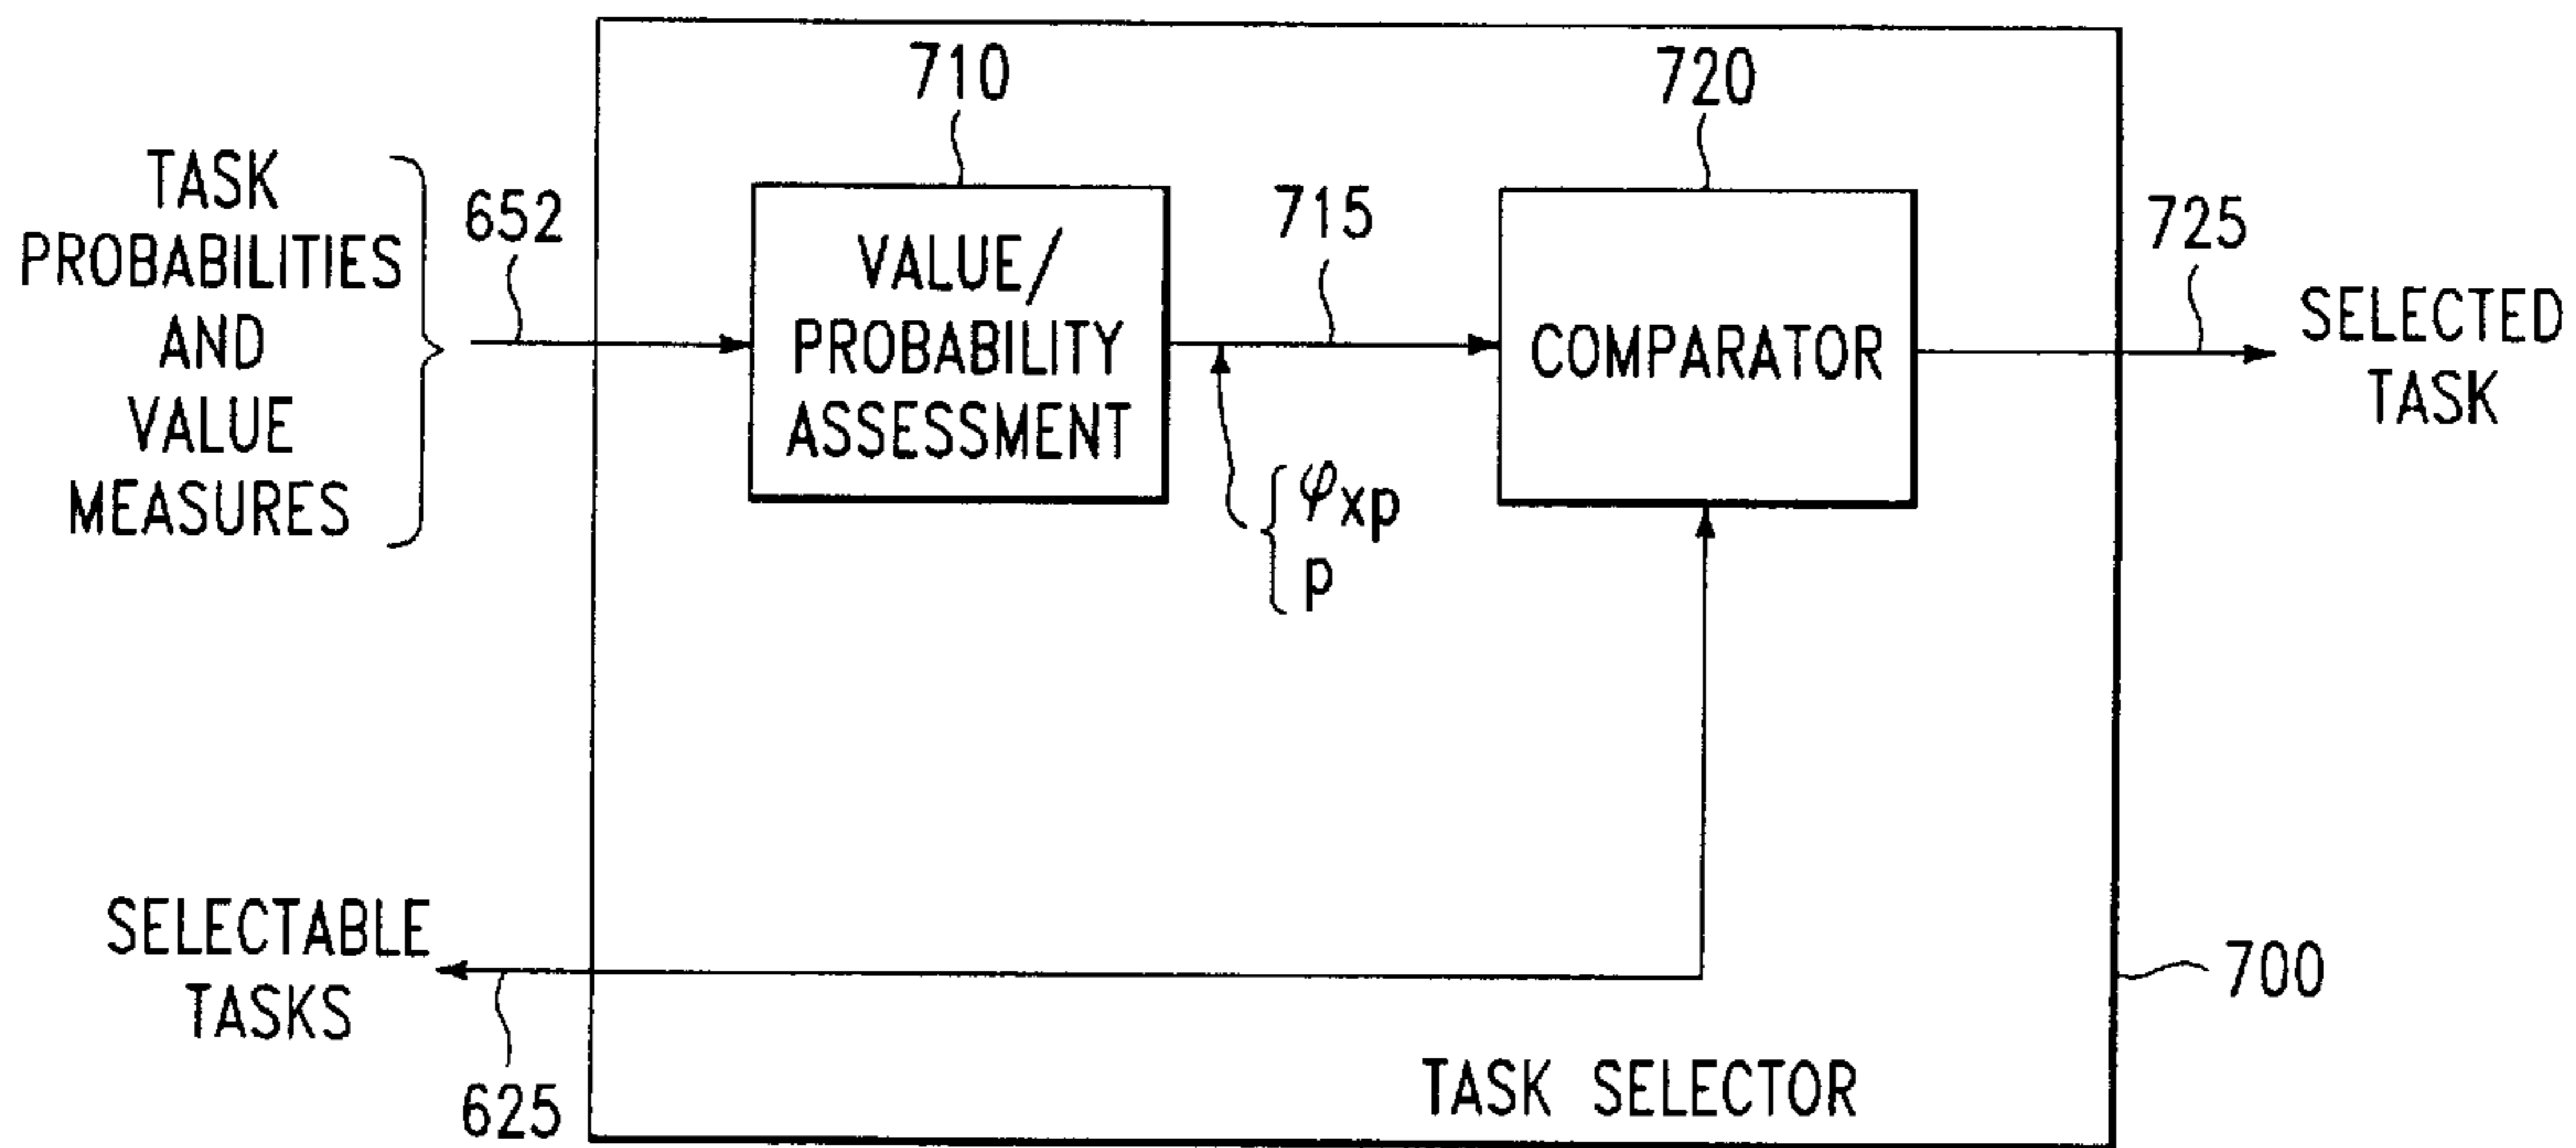 710
720
TASK
PROBABILITIES
AND
VALUE
MEASURES
652
VALUE/
PROBABILITY
ASSESSMENT
715
φxp
p
COMPARATOR
725
SELECTED
TASK
SELECTABLE
TASKS
625
700
TASK SELECTOR